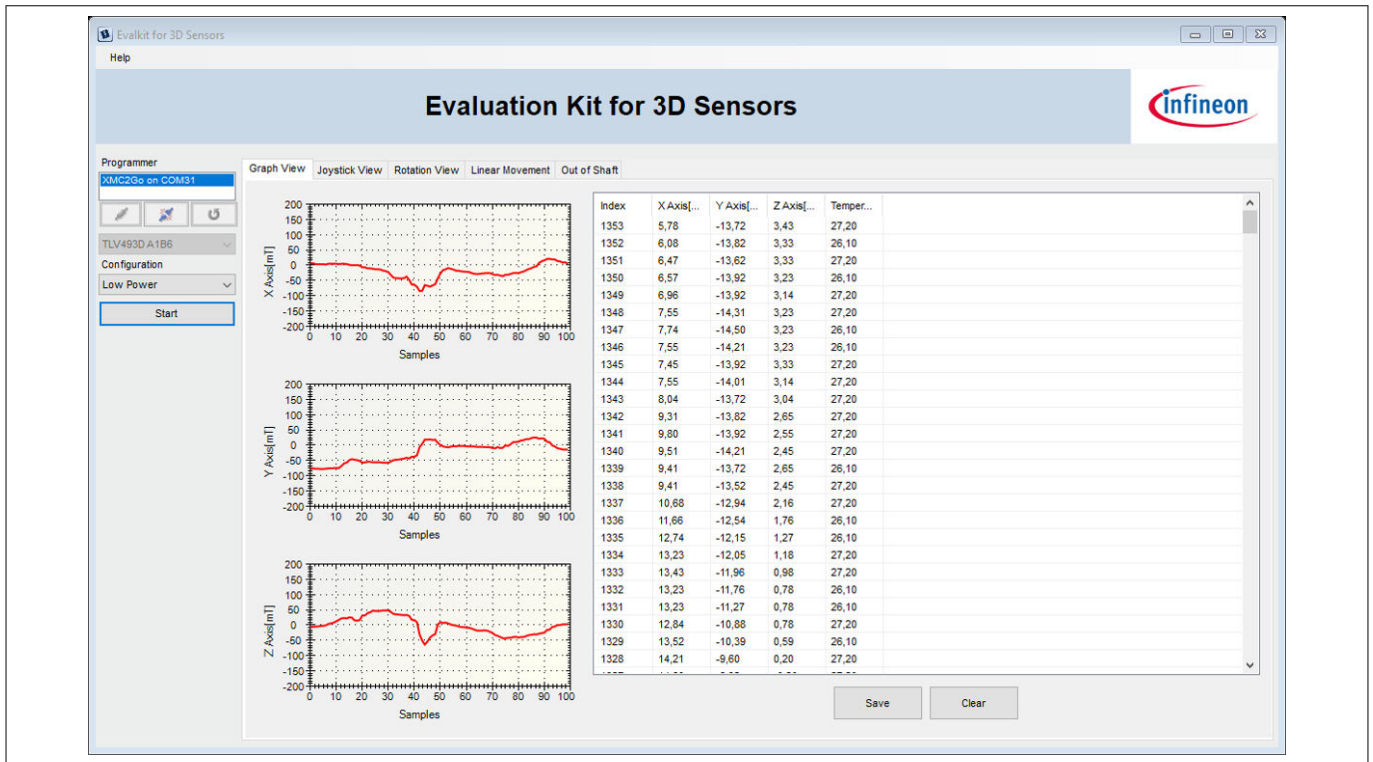 Evalkit for 3D Sensors
Help
Evaluation Kit for 3D Sensors
infineon
Programmer
XMC2Go on COM31
TLV493D A1B6
Configuration
Low Power
Start
Graph View Joystick View Rotation View Linear Movement Out of Shaft
200
150
100
50
0
-50
-100
-150
-200
X Axis[mT]
0 10 20 30 40 50 60 70 80 90 100
Samples
200
150
100
50
0
-50
-100
-150
-200
Y Axis[mT]
0 10 20 30 40 50 60 70 80 90 100
Samples
200
150
100
50
0
-50
-100
-150
-200
Z Axis[mT]
0 10 20 30 40 50 60 70 80 90 100
Samples
Index X Axis[... Y Axis[... Z Axis[... Temper...
1353 5,78 -13,72 3,43 27,20
1352 6,08 -13,82 3,33 26,10
1351 6,47 -13,62 3,33 27,20
1350 6,57 -13,92 3,23 26,10
1349 6,96 -13,92 3,14 27,20
1348 7,55 -14,31 3,23 27,20
1347 7,74 -14,50 3,23 26,10
1346 7,55 -14,21 3,23 26,10
1345 7,45 -13,92 3,33 27,20
1344 7,55 -14,01 3,14 27,20
1343 8,04 -13,72 3,04 27,20
1342 9,31 -13,82 2,65 27,20
1341 9,80 -13,92 2,55 27,20
1340 9,51 -14,21 2,45 27,20
1339 9,41 -13,72 2,65 26,10
1338 9,41 -13,52 2,45 27,20
1337 10,68 -12,94 2,16 27,20
1336 11,66 -12,54 1,76 26,10
1335 12,74 -12,15 1,27 26,10
1334 13,23 -12,05 1,18 27,20
1333 13,43 -11,96 0,98 27,20
1332 13,23 -11,76 0,78 26,10
1331 13,23 -11,27 0,78 26,10
1330 12,84 -10,88 0,78 27,20
1329 13,52 -10,39 0,59 26,10
1328 14,21 -9,60 0,20 27,20
Save Clear